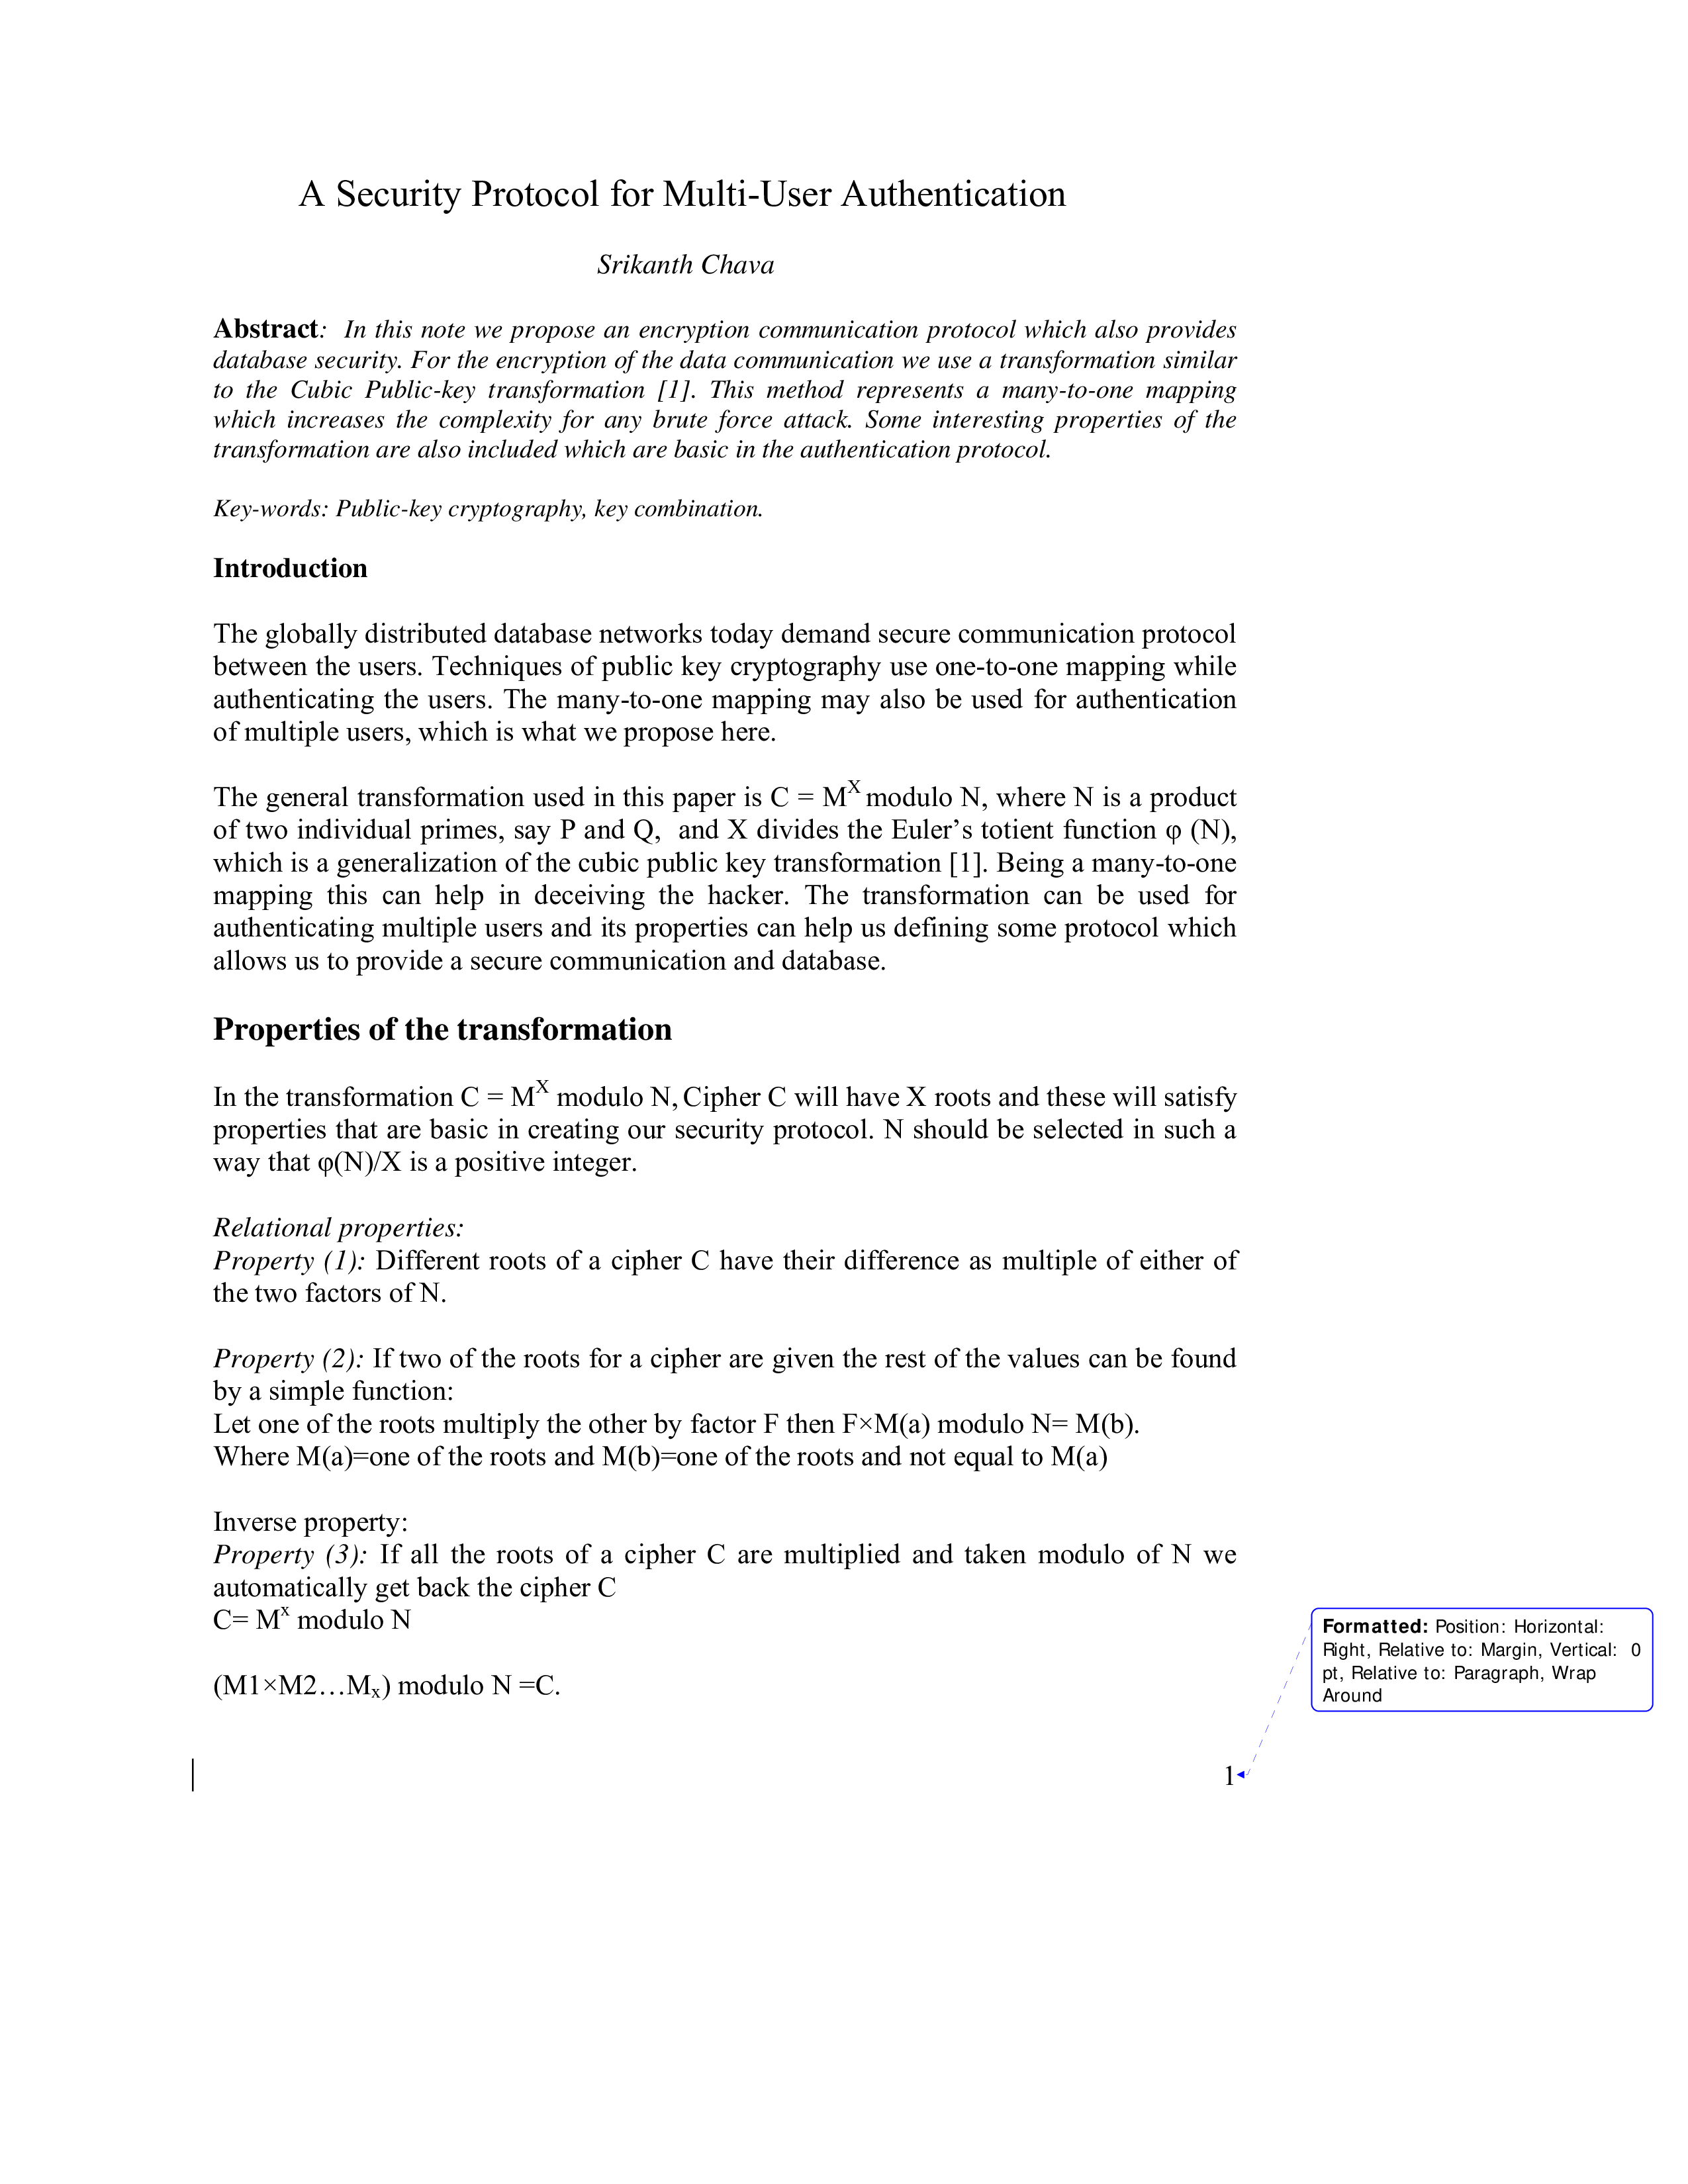 A Security Protocol for Multi-User Authentication
Srikanth Chava
Abstract:  In this note we propose an encryption communication protocol which also provides
database security. For the encryption of the data communication we use a transformation similar
to the Cubic Public-key transformation [1]. This method represents a many-to-one mapping
which increases the complexity for any brute force attack. Some interesting properties of the
transformation are also included which are basic in the authentication protocol.
Key-words: Public-key cryptography, key combination.
Introduction
The globally distributed database networks today demand secure communication protocol
between the users. Techniques of public key cryptography use one-to-one mapping while
authenticating the users. The many-to-one mapping may also be used for authentication
of multiple users, which is what we propose here.
The general transformation used in this paper is C = M^X modulo N, where N is a product
of two individual primes, say P and Q,  and X divides the Euler’s totient function φ (N),
which is a generalization of the cubic public key transformation [1]. Being a many-to-one
mapping this can help in deceiving the hacker. The transformation can be used for
authenticating multiple users and its properties can help us defining some protocol which
allows us to provide a secure communication and database.
Properties of the transformation
In the transformation C = M^X modulo N, Cipher C will have X roots and these will satisfy
properties that are basic in creating our security protocol. N should be selected in such a
way that φ(N)/X is a positive integer.
Relational properties:
Property (1): Different roots of a cipher C have their difference as multiple of either of
the two factors of N.
Property (2): If two of the roots for a cipher are given the rest of the values can be found
by a simple function:
Let one of the roots multiply the other by factor F then F×M(a) modulo N= M(b).
Where M(a)=one of the roots and M(b)=one of the roots and not equal to M(a)
Inverse property:
Property (3): If all the roots of a cipher C are multiplied and taken modulo of N we
automatically get back the cipher C
C= M^x modulo N
(M1×M2…M_x) modulo N =C.
Formatted: Position: Horizontal:
Right, Relative to: Margin, Vertical:  0
pt, Relative to: Paragraph, Wrap
Around
1